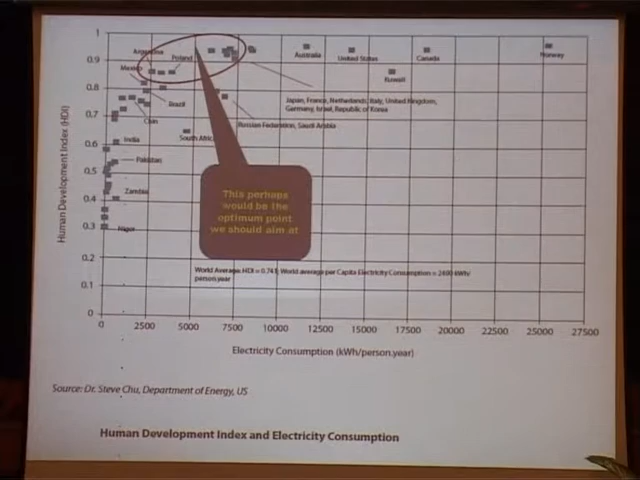 1
0.9
0.8
0.7
0.6
0.5
0.4
0.3
0.2
0.1
0
Human Development Index (HDI)
Argentina
Poland
Mexico
Brazil
India
Pakistan
Zambia
Niger
South Africa
Australia
United States
Canada
Norway
Kuwait
Japan, France, Netherlands, Italy, United Kingdom,
Germany, Israel, Republic of Korea
Russian Federation, Saudi Arabia
This perhaps
would be the
optimum point
we should aim at
World Average: HDI = 0.741; World average per Capita Electricity Consumption = 2490 kWh/
person.year
0 2500 5000 7500 10000 12500 15000 17500 20000 22500 25000 27500
Electricity Consumption (kWh/person.year)
Source: Dr. Steve Chu, Department of Energy, US
Human Development Index and Electricity Consumption